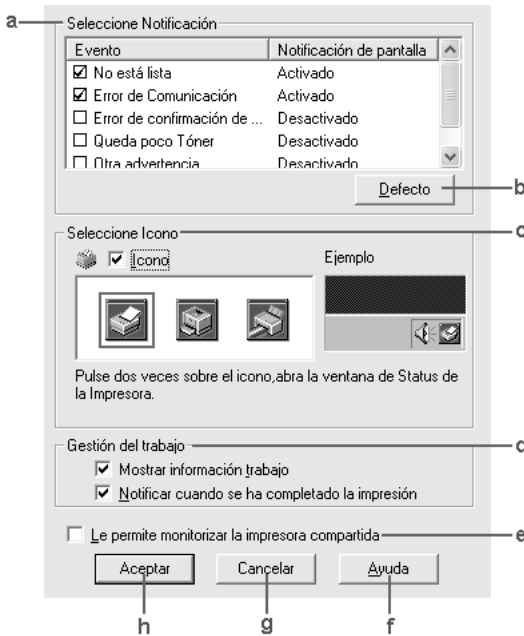 a
Seleccione Notificación
Evento Notificación de pantalla
No está lista Activado
Error de Comunicación Activado
Error de confirmación de ... Desactivado
Queda poco Tóner Desactivado
Otra advertencia Desactivado
Defecto
b
Seleccione Icono
c
Icono
Ejemplo
Pulse dos veces sobre el icono,abra la ventana de Status de
la Impresora.
Gestión del trabajo
d
Mostrar información trabajo
Notificar cuando se ha completado la impresión
Le permite monitorizar la impresora compartida
e
Aceptar Cancelar Ayuda
h g f